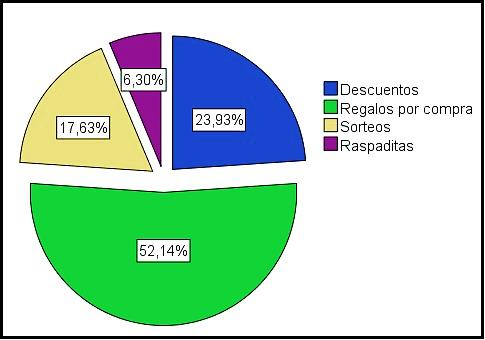 6,30%
23,93%
17,63%
52,14%
Descuentos
Regalos por compra
Sorteos
Raspaditas